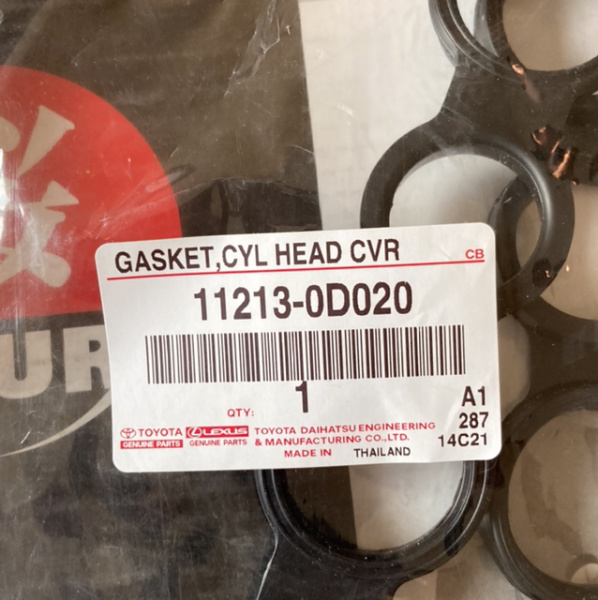 GASKET,CYL HEAD CVR CB
11213-0D020
QTY: 1
A1
287
14C21
TOYOTA GENUINE PARTS
LEXUS GENUINE PARTS
TOYOTA DAIHATSU ENGINEERING
& MANUFACTURING CO.,LTD.
MADE IN THAILAND
UR